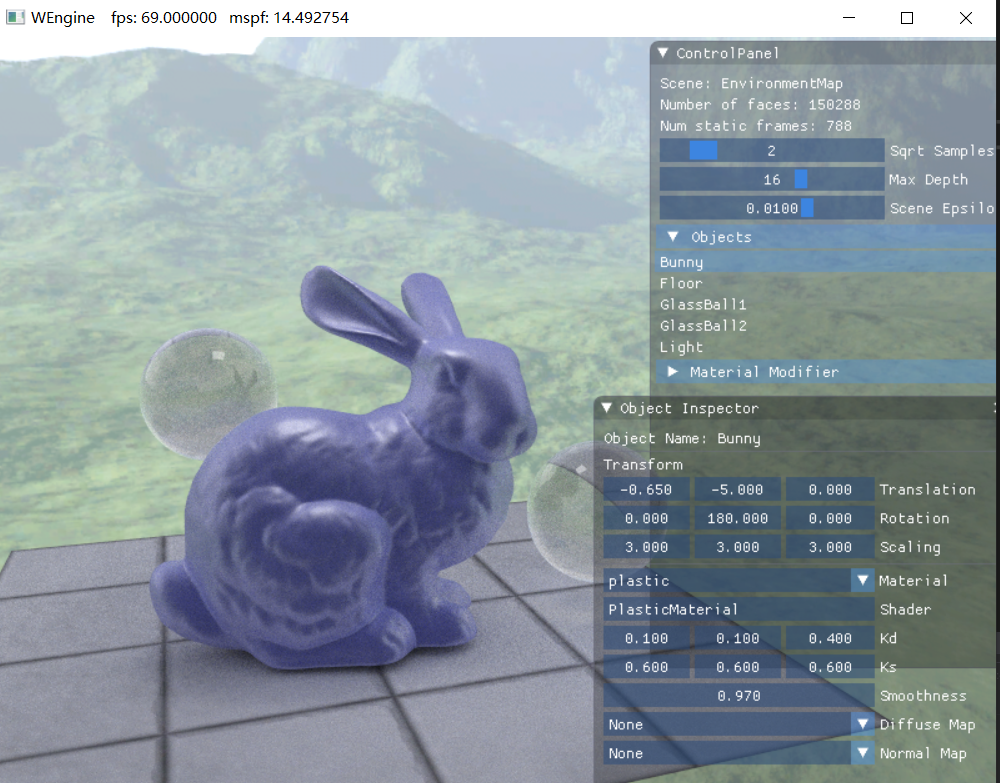 WEngine fps: 69.000000 mspf: 14.492754
ControlPanel
Scene: EnvironmentMap
Number of faces: 150288
Num static frames: 788
2 Sqrt Samples
16 Max Depth
0.0100 Scene Epsilo
Objects
Bunny
Floor
GlassBall1
GlassBall2
Light
Material Modifier
Object Inspector
Object Name: Bunny
Transform
-0.650 -5.000 0.000 Translation
0.000 180.000 0.000 Rotation
3.000 3.000 3.000 Scaling
plastic Material
PlasticMaterial Shader
0.100 0.100 0.400 Kd
0.600 0.600 0.600 Ks
0.970 Smoothness
None Diffuse Map
None Normal Map